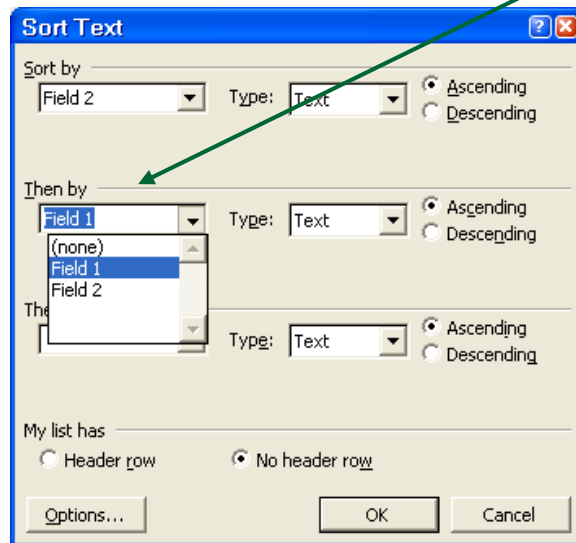 Sort Text
Sort by
Field 2 Type: Text Ascending
Descending
Then by
Field 1 Type: Text Ascending
Descending
(none)
Field 1
Field 2
Type: Text Ascending
Descending
My list has
Header row No header row
Options... OK Cancel